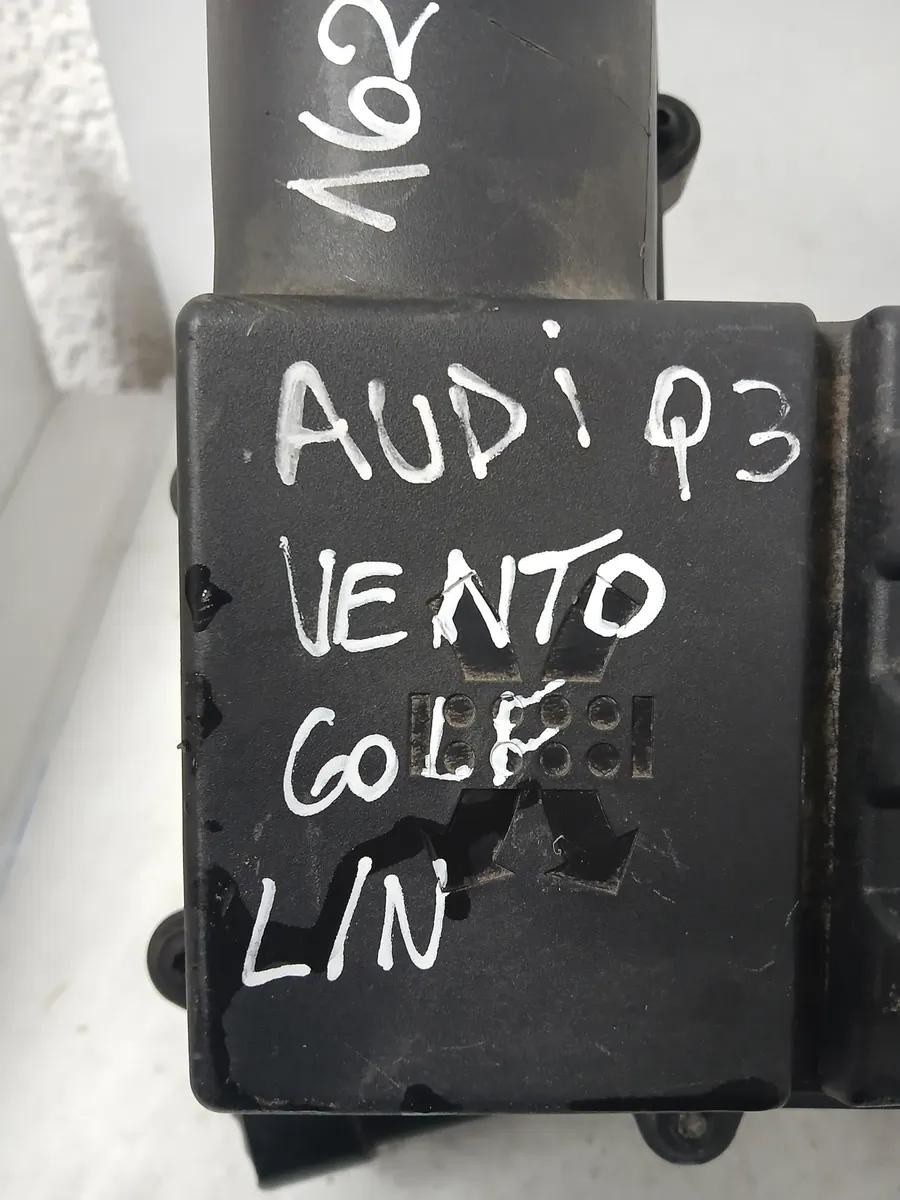 162
AUDI Q3
VENTO
GOLF
L/N